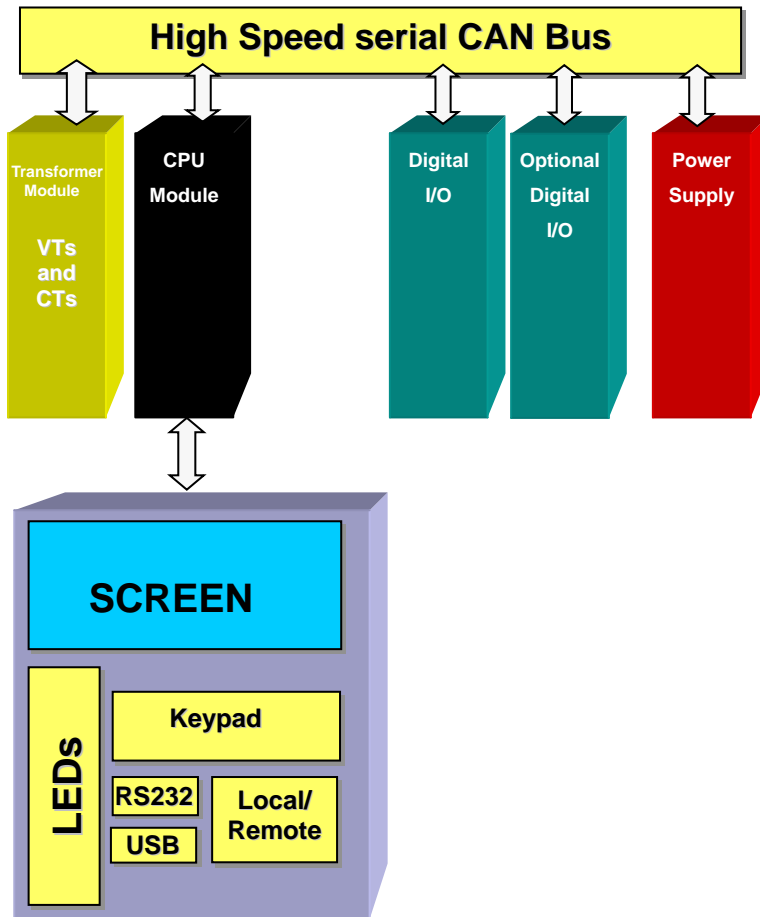 High Speed serial CAN Bus
Transformer
Module
VTs
and
CTs
CPU
Module
Digital
I/O
Optional
Digital
I/O
Power
Supply
SCREEN
LEDs
Keypad
RS232
USB
Local/
Remote